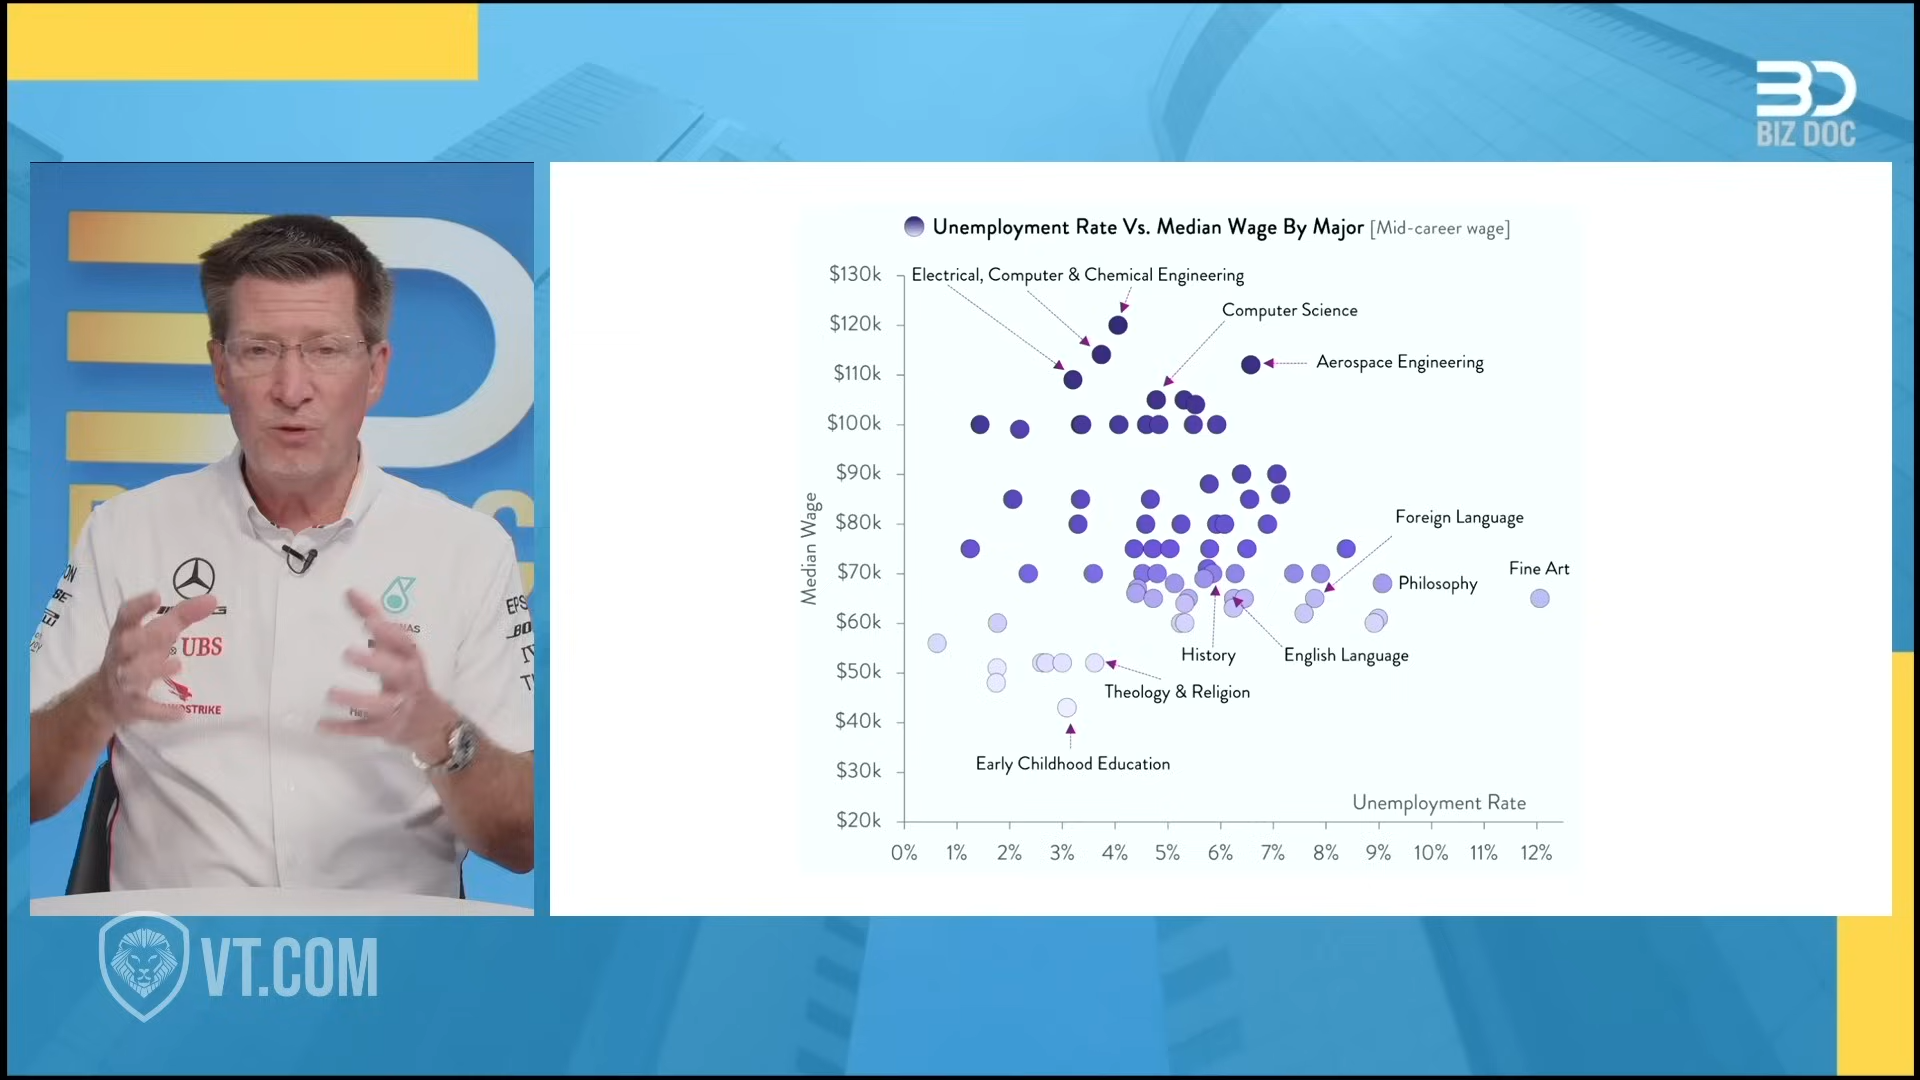 BIZ DOC
Unemployment Rate Vs. Median Wage By Major [Mid-career wage]
$130k
Electrical, Computer & Chemical Engineering
Computer Science
$120k
Aerospace Engineering
$110k
$100k
$90k
Median Wage
$80k
Foreign Language
$70k
Fine Art
Philosophy
$60k
History
English Language
$50k
Theology & Religion
$40k
Early Childhood Education
$30k
Unemployment Rate
$20k
0% 1% 2% 3% 4% 5% 6% 7% 8% 9% 10% 11% 12%
UBS
EPS
VT.COM